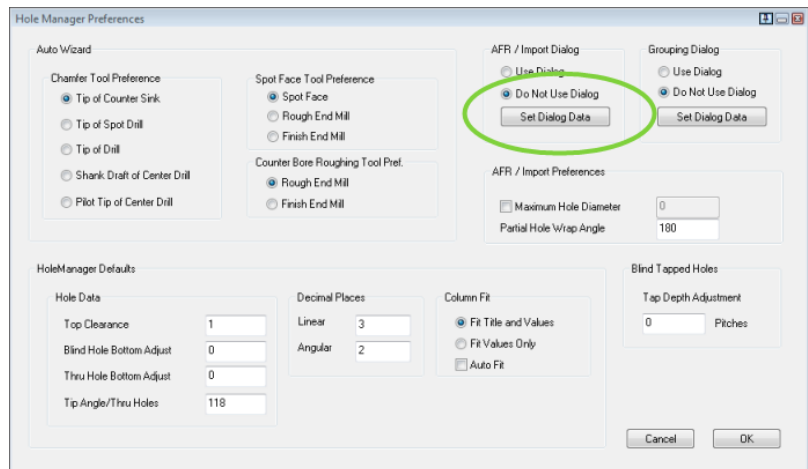 Hole Manager Preferences
Auto Wizard
Chamfer Tool Preference
Tip of Counter Sink
Tip of Spot Drill
Tip of Drill
Shank Draft of Center Drill
Pilot Tip of Center Drill
Spot Face Tool Preference
Spot Face
Rough End Mill
Finish End Mill
Counter Bore Roughing Tool Pref.
Rough End Mill
Finish End Mill
AFR / Import Dialog
Use Dialog
Do Not Use Dialog
Set Dialog Data
Grouping Dialog
Use Dialog
Do Not Use Dialog
Set Dialog Data
AFR / Import Preferences
Maximum Hole Diameter 0
Partial Hole Wrap Angle 180
HoleManager Defaults
Hole Data
Top Clearance 1
Blind Hole Bottom Adjust 0
Thru Hole Bottom Adjust 0
Tip Angle/Thru Holes 118
Decimal Places
Linear 3
Angular 2
Column Fit
Fit Title and Values
Fit Values Only
Auto Fit
Blind Tapped Holes
Tap Depth Adjustment
0 Pitches
Cancel OK